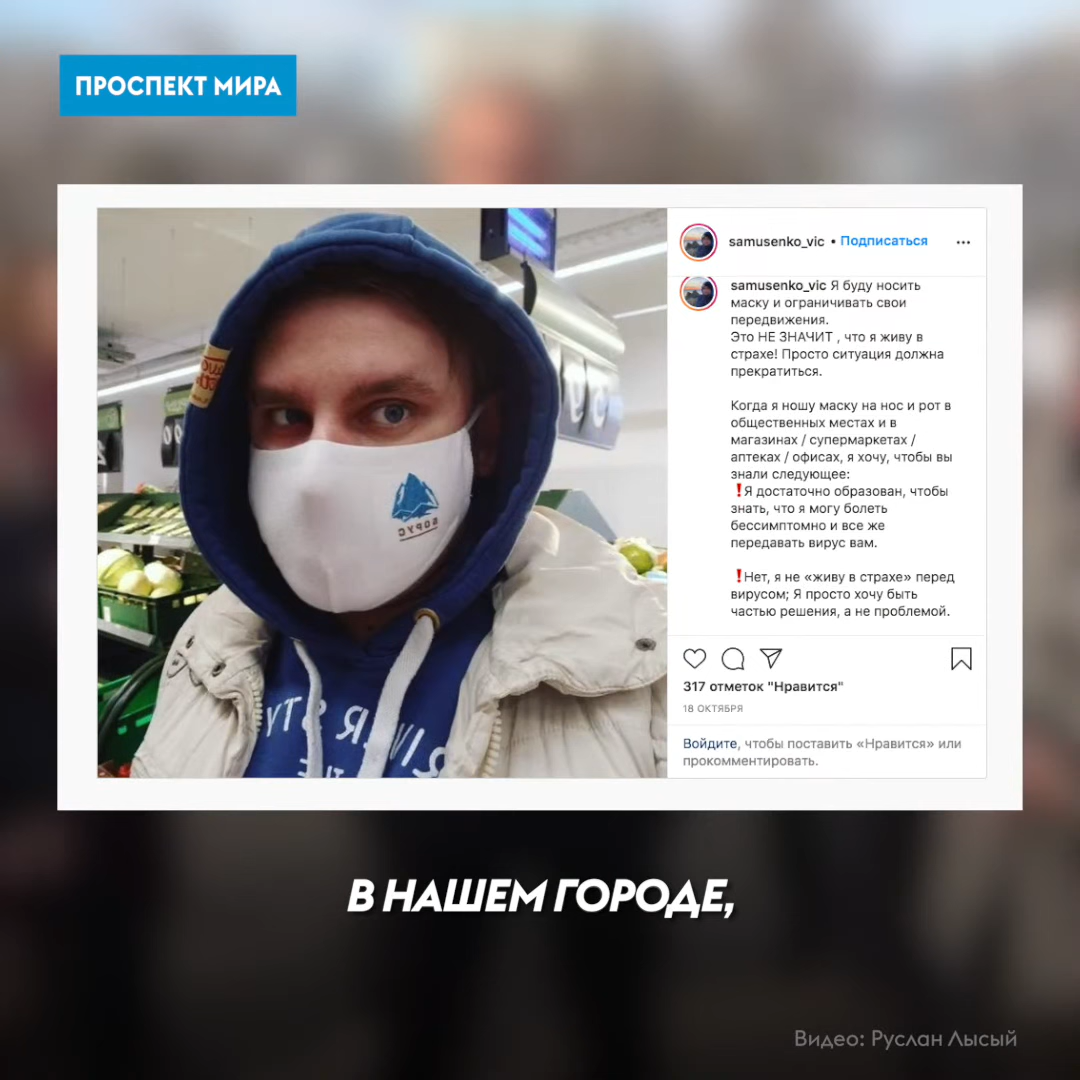 ПРОСПЕКТ МИРА
БОРУС
samusenko_vic • Подписаться
samusenko_vic Я буду носить
маску и ограничивать свои
передвижения.
Это НЕ ЗНАЧИТ , что я живу в
страхе! Просто ситуация должна
прекратиться.
Когда я ношу маску на нос и рот в
общественных местах и в
магазинах / супермаркетах /
аптеках / офисах, я хочу, чтобы вы
знали следующее:
❗Я достаточно образован, чтобы
знать, что я могу болеть
бессимптомно и все же
передавать вирус вам.
❗Нет, я не «живу в страхе» перед
вирусом; Я просто хочу быть
частью решения, а не проблемой.
317 отметок "Нравится"
18 ОКТЯБРЯ
Войдите, чтобы поставить «Нравится» или
прокомментировать.
В НАШЕМ ГОРОДЕ,
Видео: Руслан Лысый